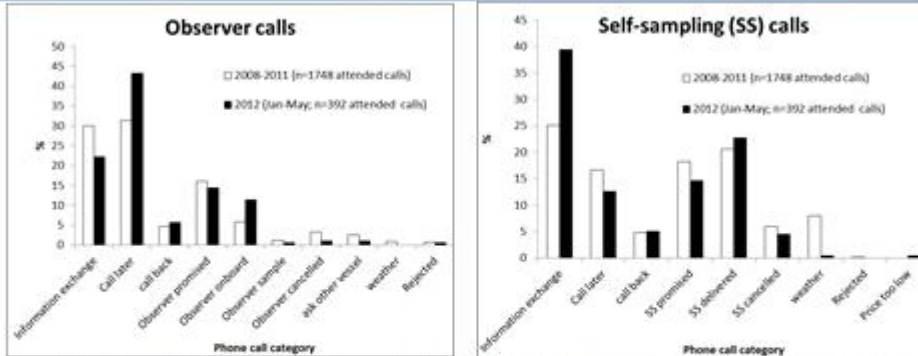 Observer calls
50
45
40
35
30
25
20
15
10
5
0
%
□ 2008-2011 (n=1748 attended calls)
■ 2012 (Jan-May; n=392 attended calls)
Information exchange
Call later
call back
Observer promised
Observer onboard
Observer sample
Observer cancelled
ask other vessel
weather
Rejected
Phone call category
Self-sampling (SS) calls
45
40
35
30
25
20
15
10
5
0
%
□ 2008-2011 (n=1748 attended calls)
■ 2012 (Jan-May; n=392 attended calls)
Information exchange
Call later
call back
SS promised
SS delivered
SS cancelled
weather
Rejected
Price too low
Phone call category